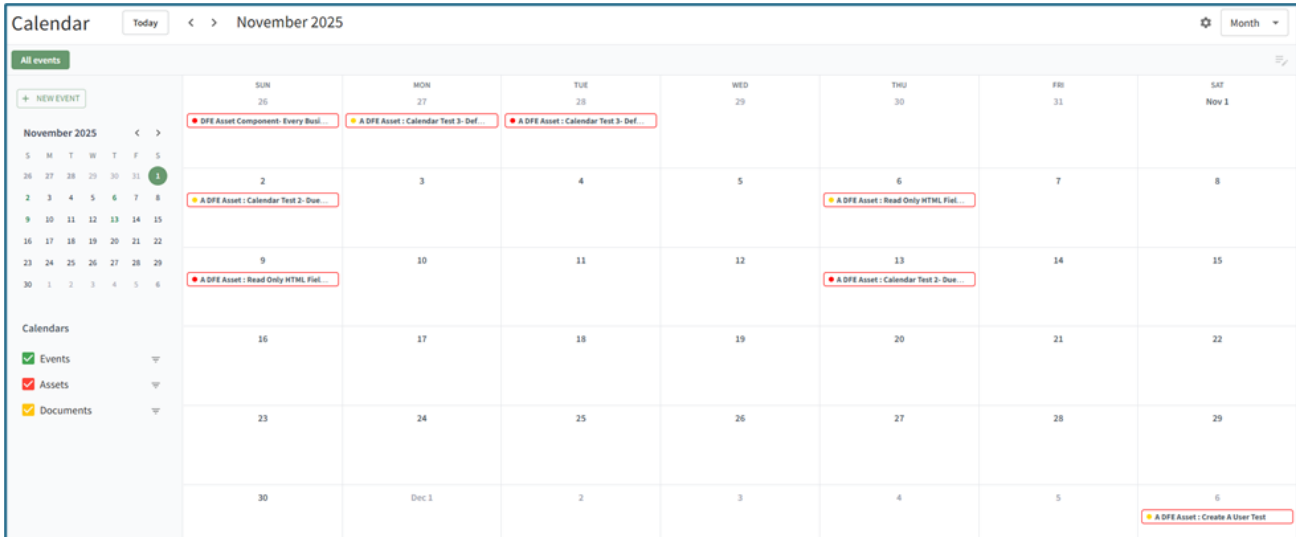 Calendar
Today
November 2025
Month
All events
+ NEW EVENT
November 2025
S M T W T F S
26 27 28 29 30 31 1
2 3 4 5 6 7 8
9 10 11 12 13 14 15
16 17 18 19 20 21 22
23 24 25 26 27 28 29
30 1 2 3 4 5 6
Calendars
Events
Assets
Documents
SUN MON TUE WED THU FRI SAT
26 27 28 29 30 31 Nov 1
DFE Asset Component- Every Busi...
A DFE Asset : Calendar Test 3- Def...
A DFE Asset : Calendar Test 3- Def...
2 3 4 5 6 7 8
A DFE Asset : Calendar Test 2- Due...
A DFE Asset : Read Only HTML Fiel...
9 10 11 12 13 14 15
A DFE Asset : Read Only HTML Fiel...
A DFE Asset : Calendar Test 2- Due...
16 17 18 19 20 21 22
23 24 25 26 27 28 29
30 Dec 1 2 3 4 5 6
A DFE Asset : Create A User Test